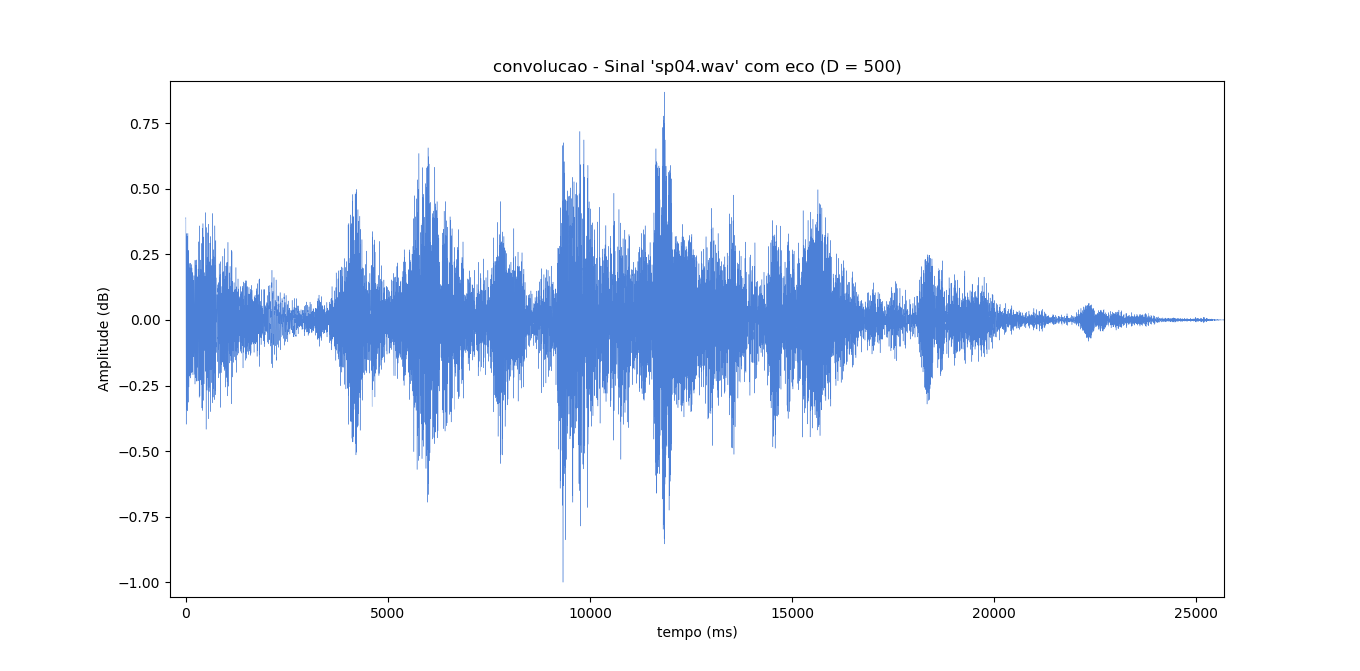 convolucao - Sinal 'sp04.wav' com eco (D = 500)
Amplitude (dB)
0.75
0.50
0.25
0.00
−0.25
−0.50
−0.75
−1.00
0 5000 10000 15000 20000 25000
tempo (ms)